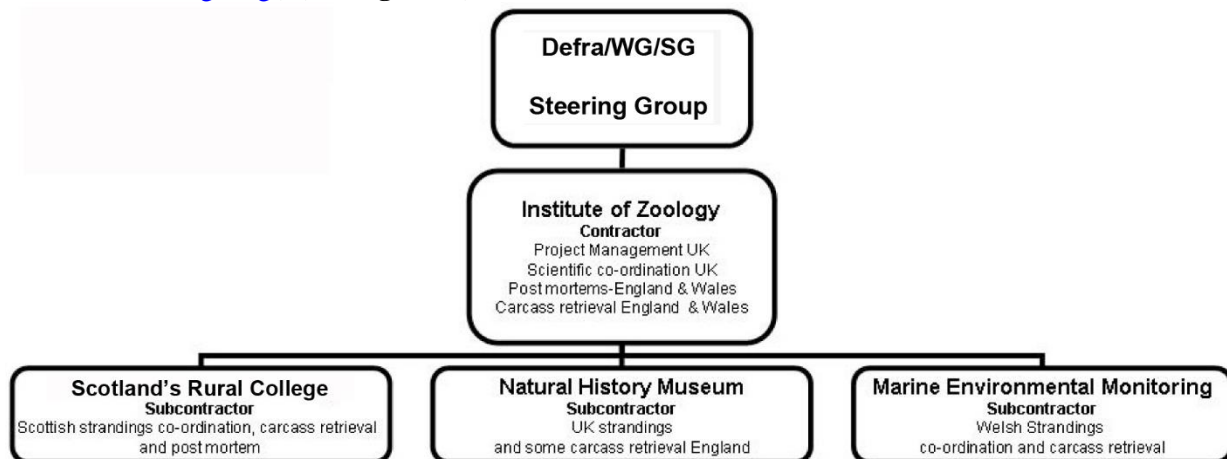 Defra/WG/SG
Steering Group
Institute of Zoology
Contractor
Project Management UK
Scientific co-ordination UK
Post mortems-England & Wales
Carcass retrieval England & Wales
Scotland's Rural College
Subcontractor
Scottish strandings co-ordination, carcass retrieval
and post mortem
Natural History Museum
Subcontractor
UK strandings
and some carcass retrieval England
Marine Environmental Monitoring
Subcontractor
Welsh Strandings
co-ordination and carcass retrieval